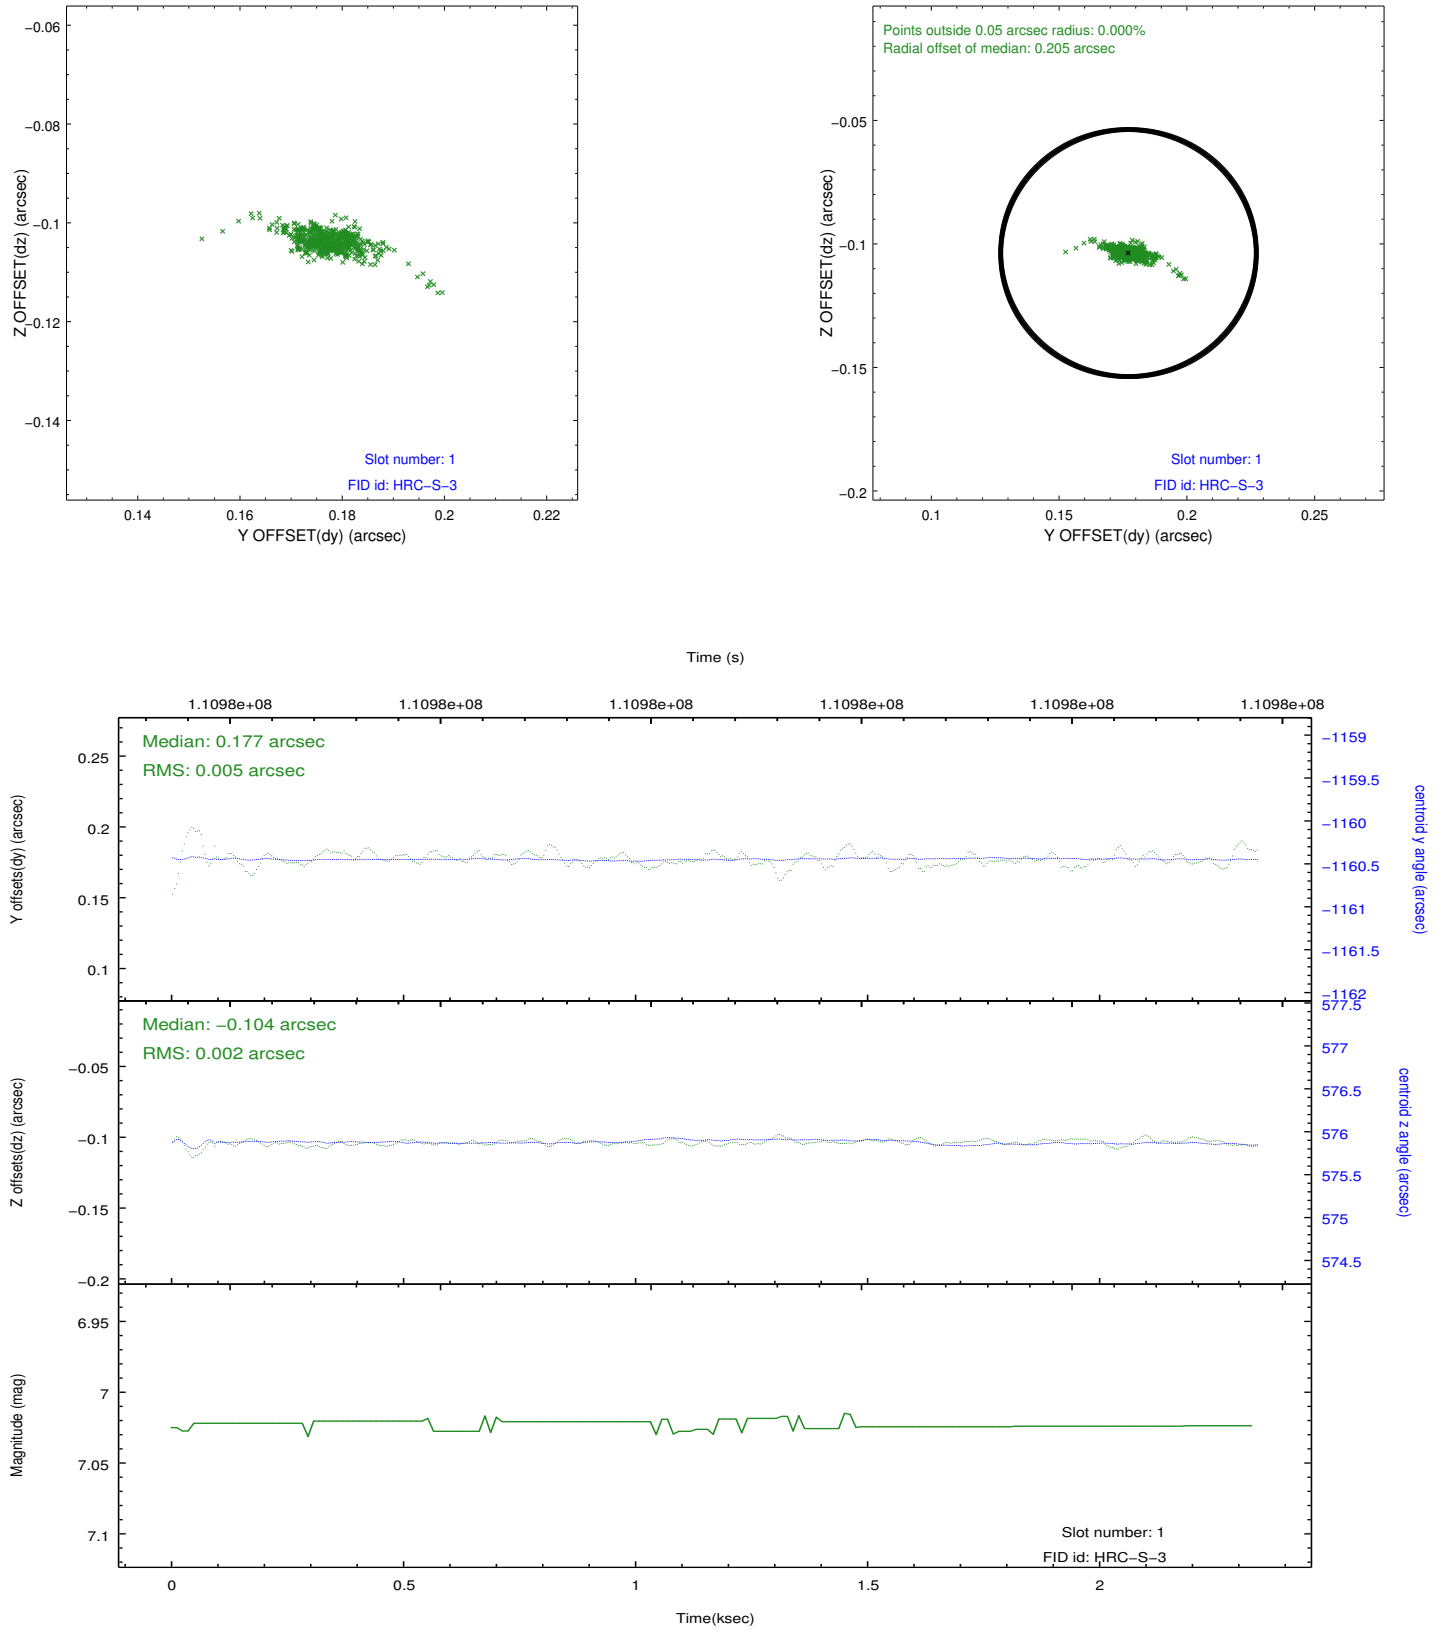 −0.06
−0.08
−0.1
−0.12
−0.14
Z OFFSET(dz) (arcsec)
Slot number: 1
FID id: HRC−S−3
0.14 0.16 0.18 0.2 0.22
Y OFFSET(dy) (arcsec)
Points outside 0.05 arcsec radius: 0.000%
Radial offset of median: 0.205 arcsec
−0.05
−0.1
−0.15
−0.2
Z OFFSET(dz) (arcsec)
Slot number: 1
FID id: HRC−S−3
0.1 0.15 0.2 0.25
Y OFFSET(dy) (arcsec)
Time (s)
1.1098e+08 1.1098e+08 1.1098e+08 1.1098e+08 1.1098e+08 1.1098e+08
Median: 0.177 arcsec
RMS: 0.005 arcsec
0.25
0.2
0.15
0.1
Y offsets(dy) (arcsec)
−1159
−1159.5
−1160
−1160.5
−1161
−1161.5
−1162
centroid y angle (arcsec)
Median: −0.104 arcsec
RMS: 0.002 arcsec
−0.05
−0.1
−0.15
−0.2
Z offsets(dz) (arcsec)
577.5
577
576.5
576
575.5
575
574.5
centroid z angle (arcsec)
6.95
7
7.05
7.1
Magnitude (mag)
Slot number: 1
FID id: HRC−S−3
0 0.5 1 1.5 2
Time(ksec)